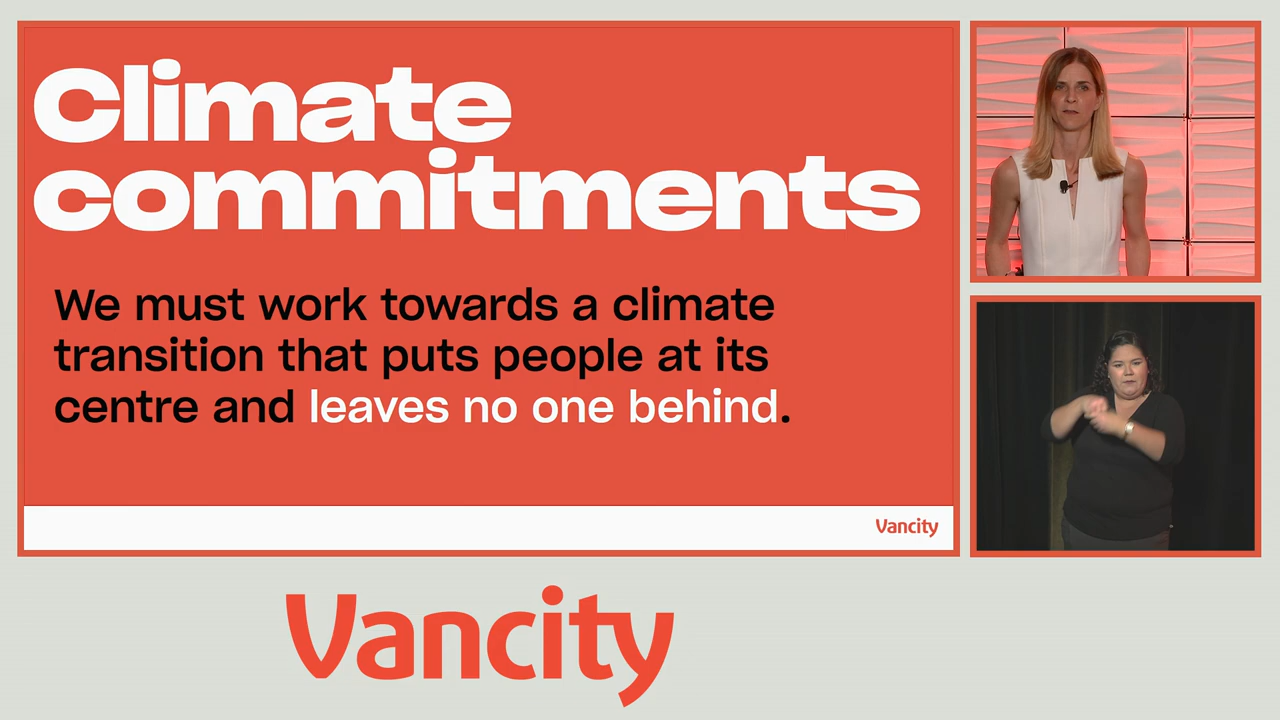 Climate
commitments
We must work towards a climate
transition that puts people at its
centre and leaves no one behind.
Vancity
Vancity